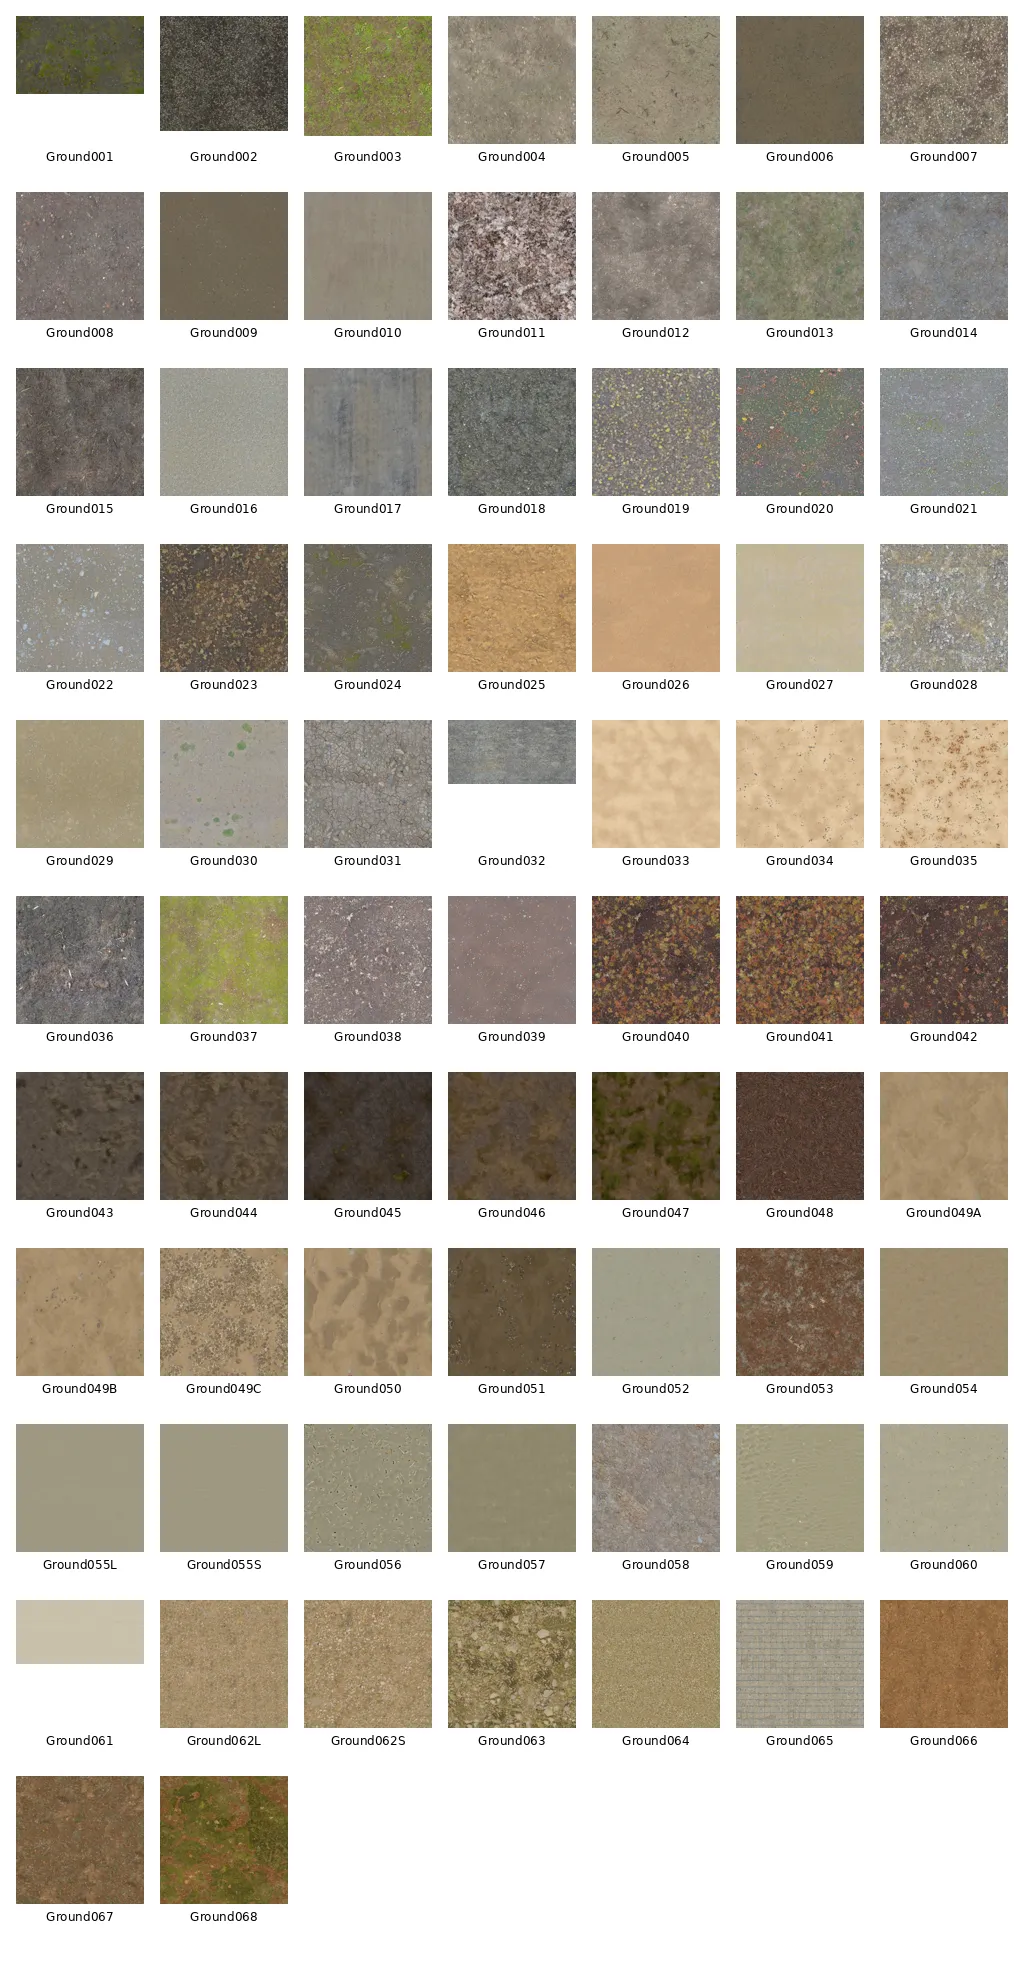 Ground001 Ground002 Ground003 Ground004 Ground005 Ground006 Ground007
Ground008 Ground009 Ground010 Ground011 Ground012 Ground013 Ground014
Ground015 Ground016 Ground017 Ground018 Ground019 Ground020 Ground021
Ground022 Ground023 Ground024 Ground025 Ground026 Ground027 Ground028
Ground029 Ground030 Ground031 Ground032 Ground033 Ground034 Ground035
Ground036 Ground037 Ground038 Ground039 Ground040 Ground041 Ground042
Ground043 Ground044 Ground045 Ground046 Ground047 Ground048 Ground049A
Ground049B Ground049C Ground050 Ground051 Ground052 Ground053 Ground054
Ground055L Ground055S Ground056 Ground057 Ground058 Ground059 Ground060
Ground061 Ground062L Ground062S Ground063 Ground064 Ground065 Ground066
Ground067 Ground068